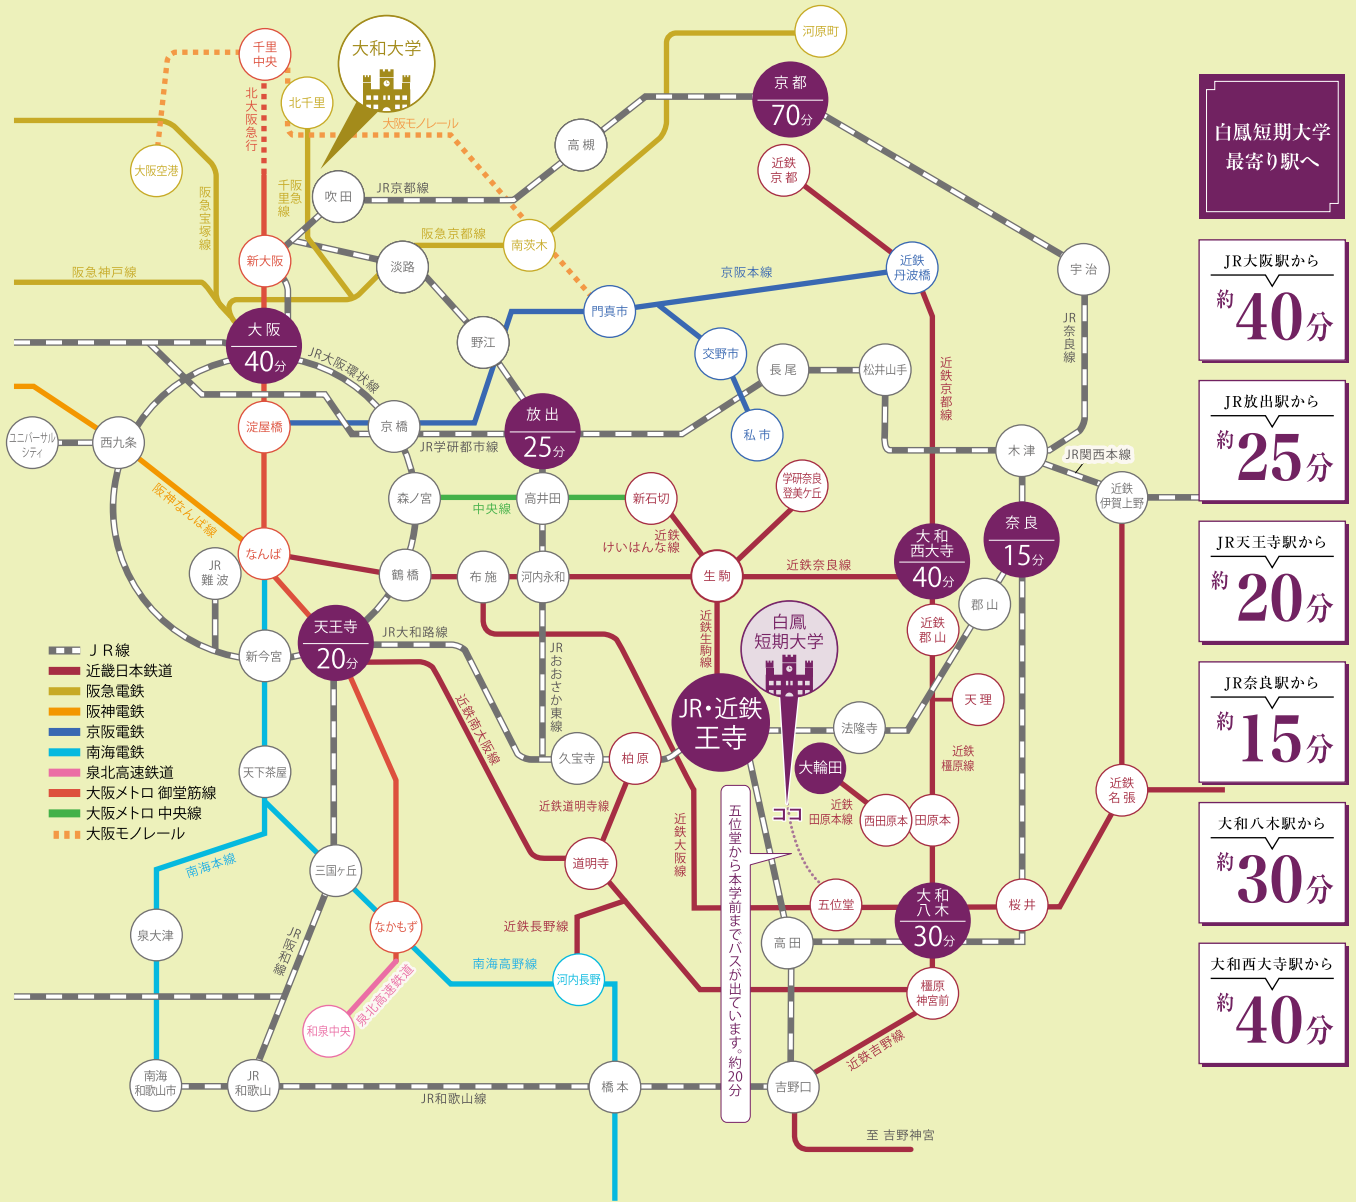 河原町
千里
中央
大和大学
京都
70分
北千里
北大阪急行
大阪モノレール
高槻
白鳳短期大学
最寄り駅へ
大阪空港
近鉄
京都
阪急宝塚線
阪急
千里線
吹田
JR京都線
新大阪
阪急京都線
南茨木
淡路
京阪本線
近鉄
丹波橋
宇治
阪急神戸線
JR大阪駅から
約40分
大阪
40分
JR大阪環状線
野江
門真市
交野市
JR奈良線
長尾
松井山手
近鉄京都線
私市
ユニバーサル
シティ
西九条
淀屋橋
京橋
放出
25分
JR学研都市線
木津
JR関西本線
JR放出駅から
約25分
阪神なんば線
森ノ宮
中央線
高井田
新石切
学研奈良
登美ケ丘
近鉄
伊賀上野
なんば
近鉄
けいはんな線
奈良
15分
JR
難波
鶴橋
布施
河内永和
生駒
近鉄奈良線
大和
西大寺
40分
JR天王寺駅から
約20分
天王寺
20分
JR大和路線
近鉄生駒線
白鳳
短期大学
近鉄
郡山
郡山
新今宮
JRおおさか東線
JR線
近畿日本鉄道
阪急電鉄
阪神電鉄
京阪電鉄
南海電鉄
泉北高速鉄道
大阪メトロ 御堂筋線
大阪メトロ 中央線
大阪モノレール
近鉄南大阪線
JR・近鉄
王寺
法隆寺
天理
JR奈良駅から
約15分
天下茶屋
久宝寺
柏原
大輪田
近鉄
橿原線
ココ
近鉄
田原本線
西田原本
田原本
近鉄
名張
近鉄道明寺線
近鉄大阪線
五位堂から本学前までバスが出ています。約20分
南海本線
三国ヶ丘
道明寺
五位堂
大和
八木
30分
桜井
大和八木駅から
約30分
泉大津
JR阪和線
なかもず
近鉄長野線
南海高野線
高田
河内長野
泉北高速鉄道
和泉中央
橿原
神宮前
大和西大寺駅から
約40分
近鉄吉野線
南海
和歌山市
JR
和歌山
JR和歌山線
橋本
吉野口
至 吉野神宮